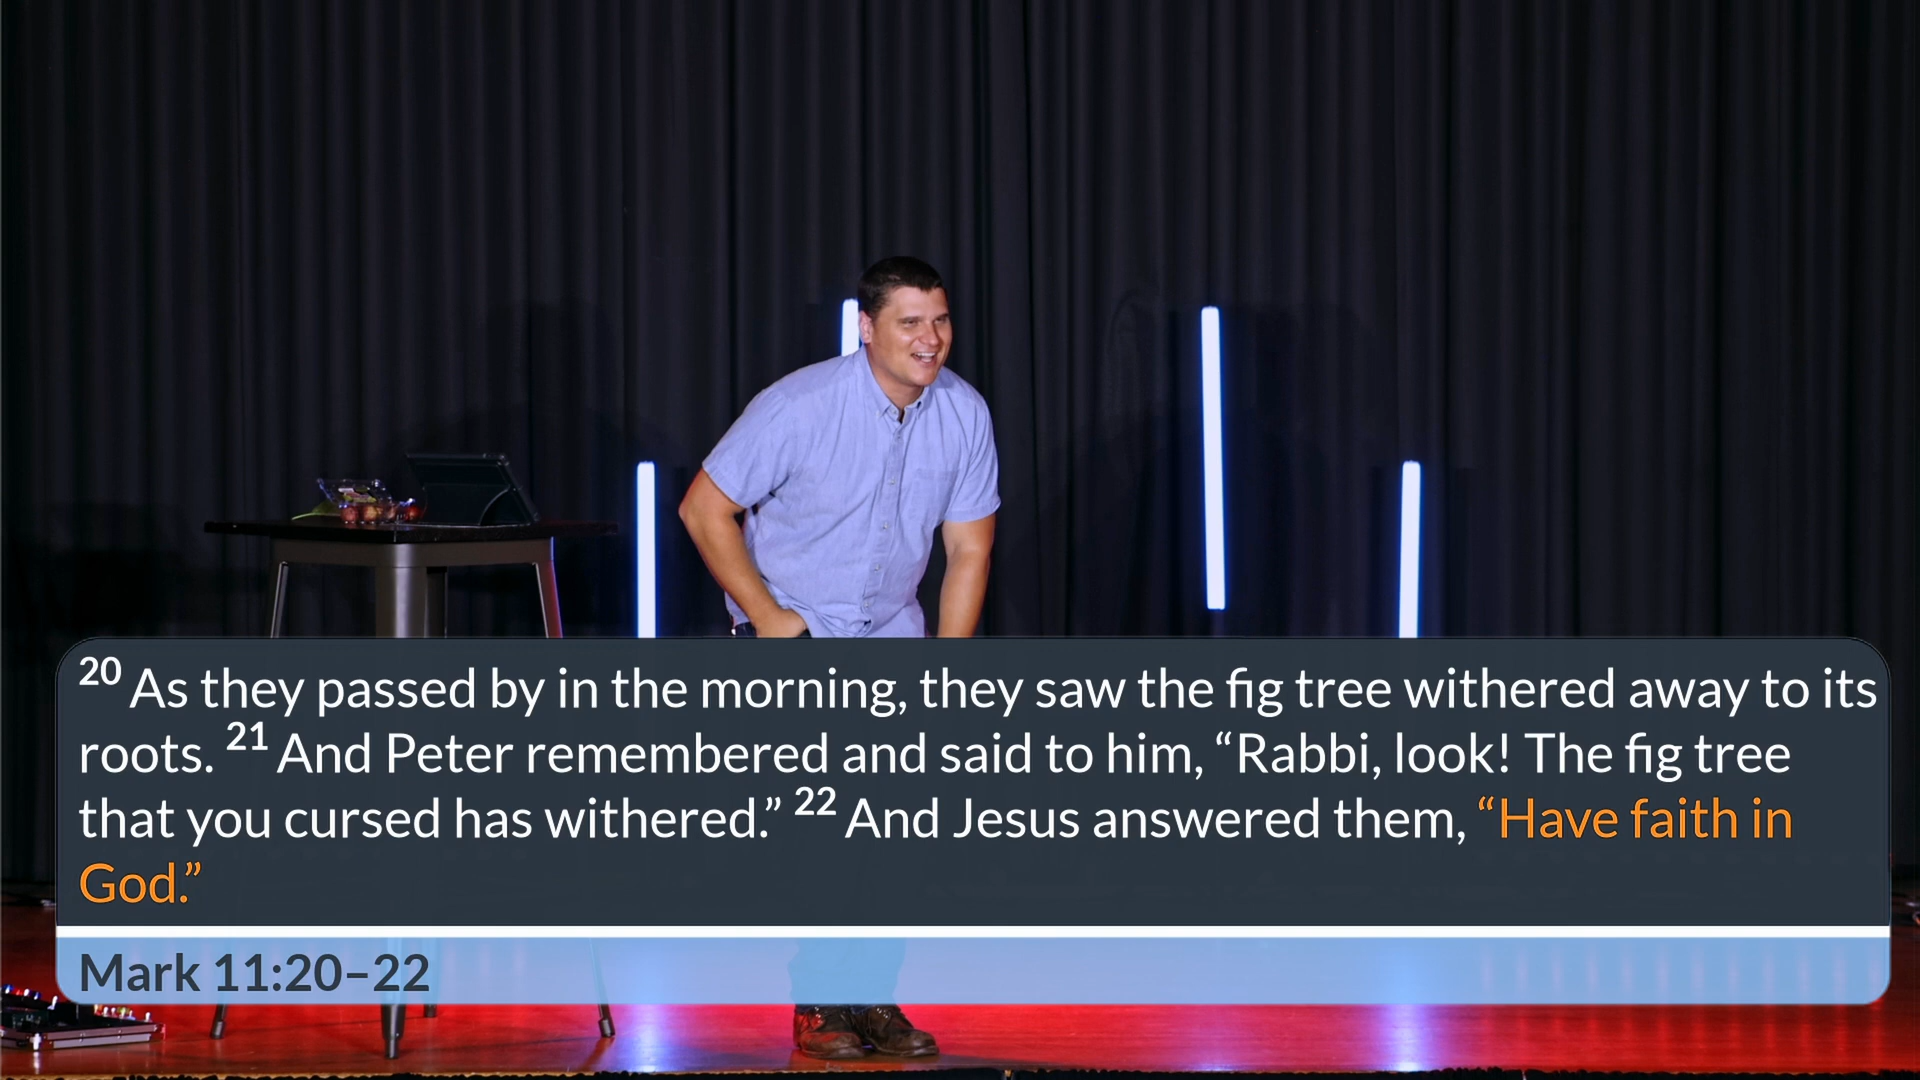 20 As they passed by in the morning, they saw the fig tree withered away to its
roots. 21 And Peter remembered and said to him, “Rabbi, look! The fig tree
that you cursed has withered.” 22 And Jesus answered them, “Have faith in
God.”
Mark 11:20–22